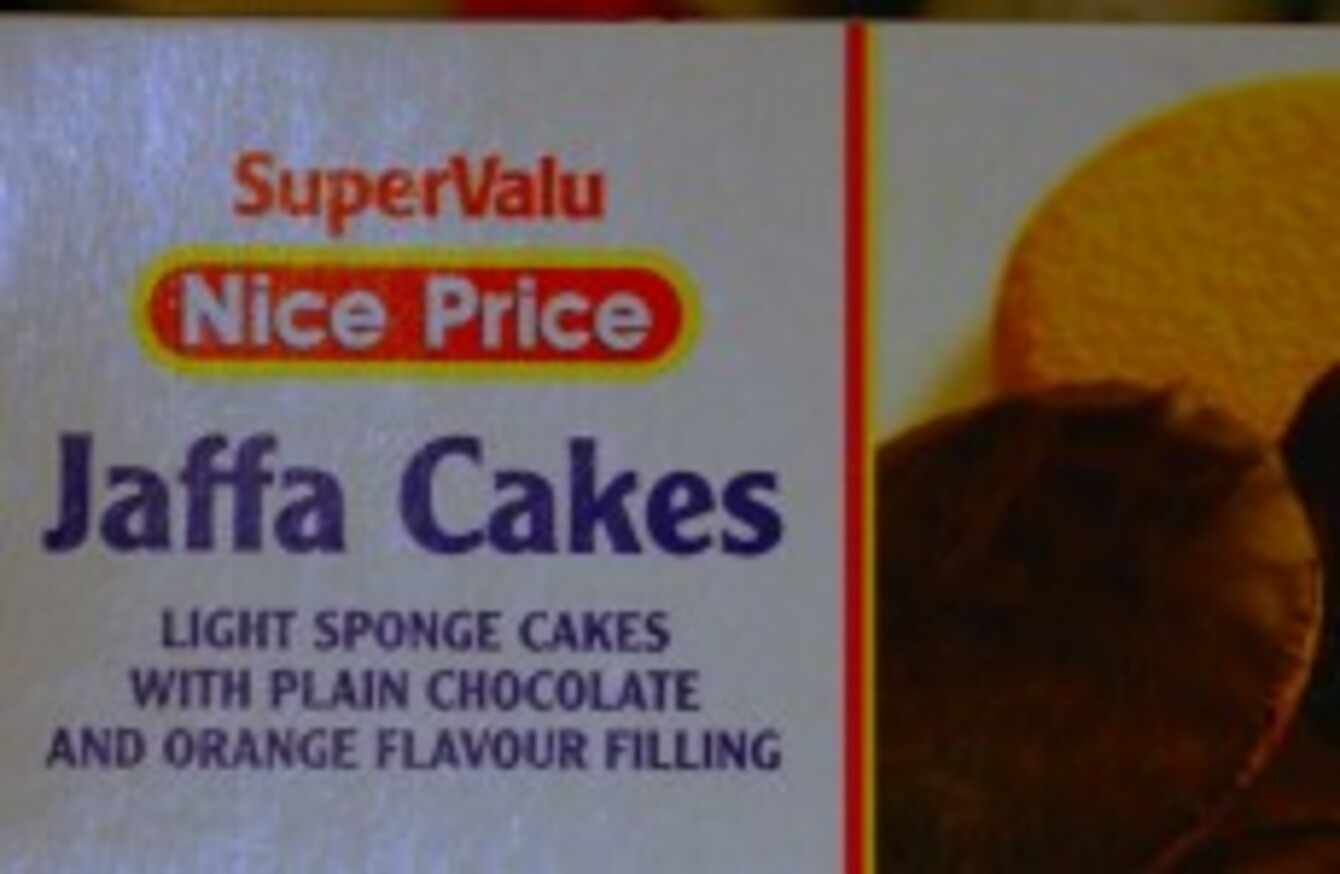 SuperValu
Nice Price
Jaffa Cakes
LIGHT SPONGE CAKES
WITH PLAIN CHOCOLATE
AND ORANGE FLAVOUR FILLING